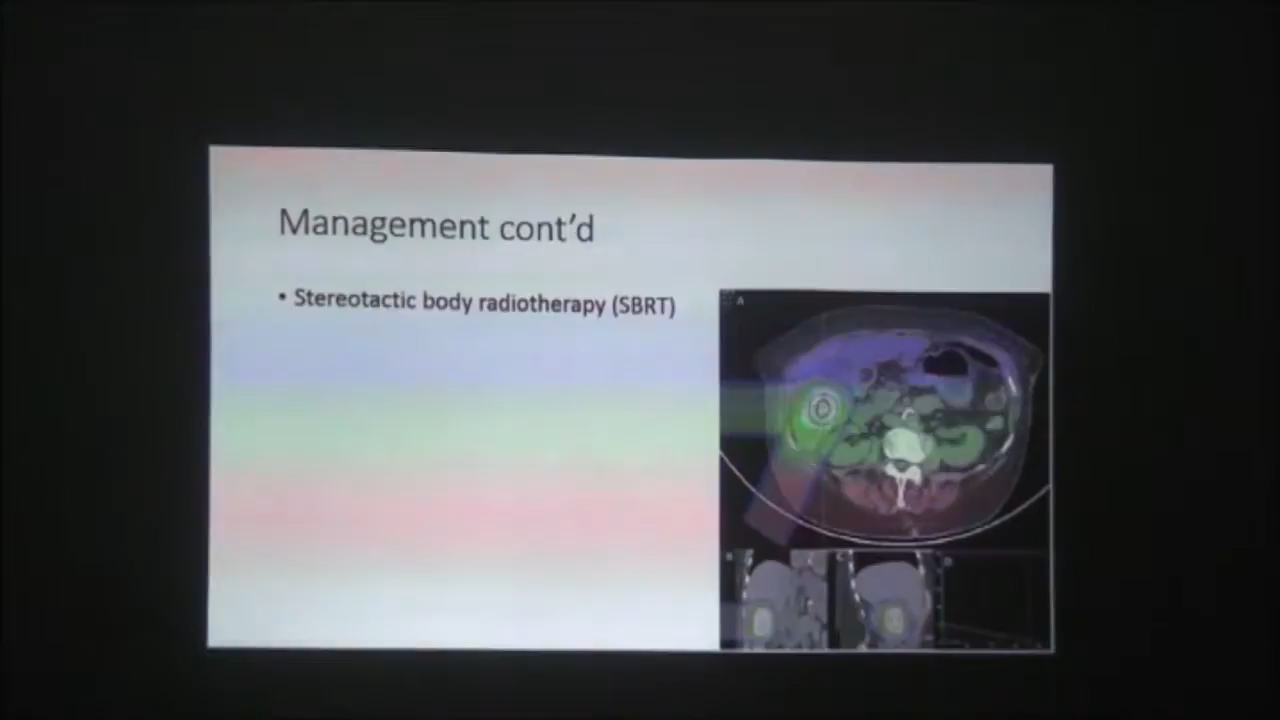 Management cont'd
• Stereotactic body radiotherapy (SBRT)
A
B
C
D